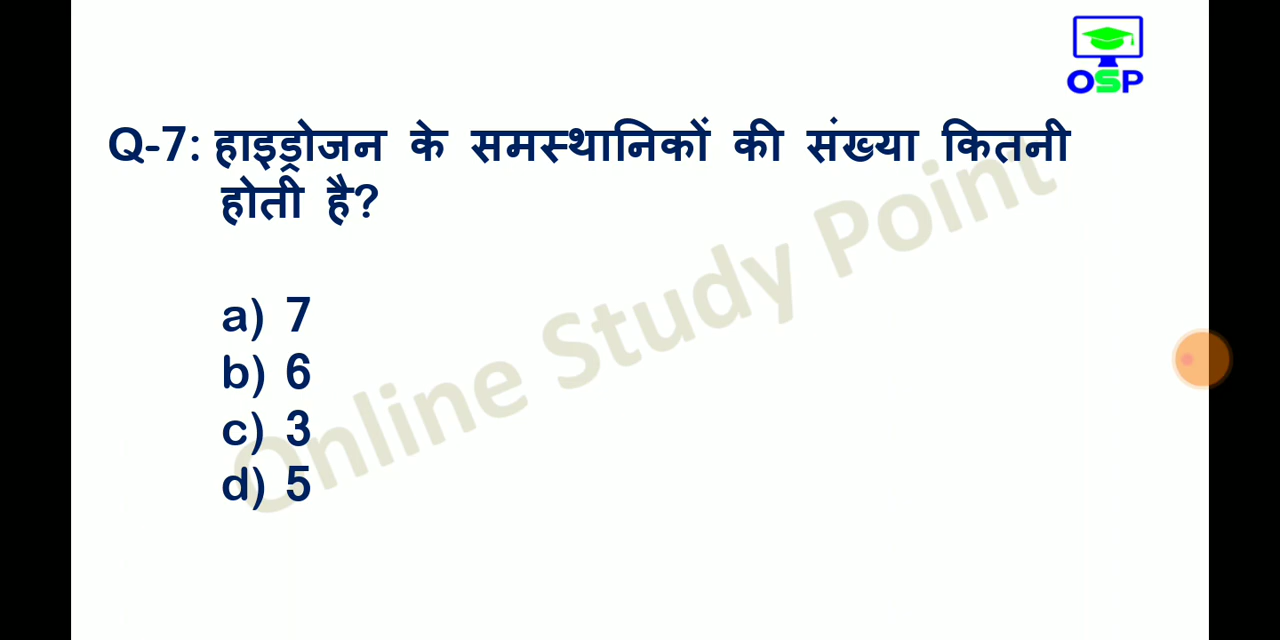 OSP
Q-7: हाइड्रोजन के समस्थानिकों की संख्या कितनी
होती है?
a) 7
b) 6
c) 3
d) 5
Online Study Point